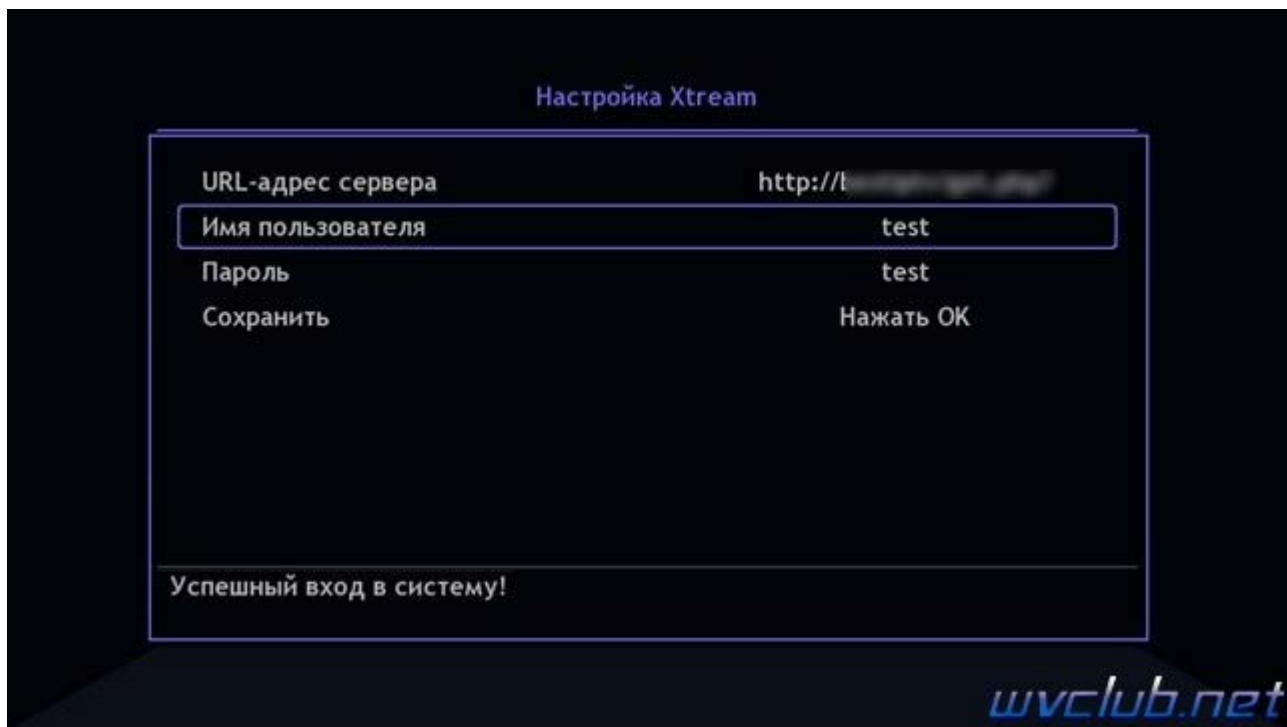 Настройка Xtream
URL-адрес сервера http://
Имя пользователя test
Пароль test
Сохранить Нажать OK
Успешный вход в систему!
wvclub.net